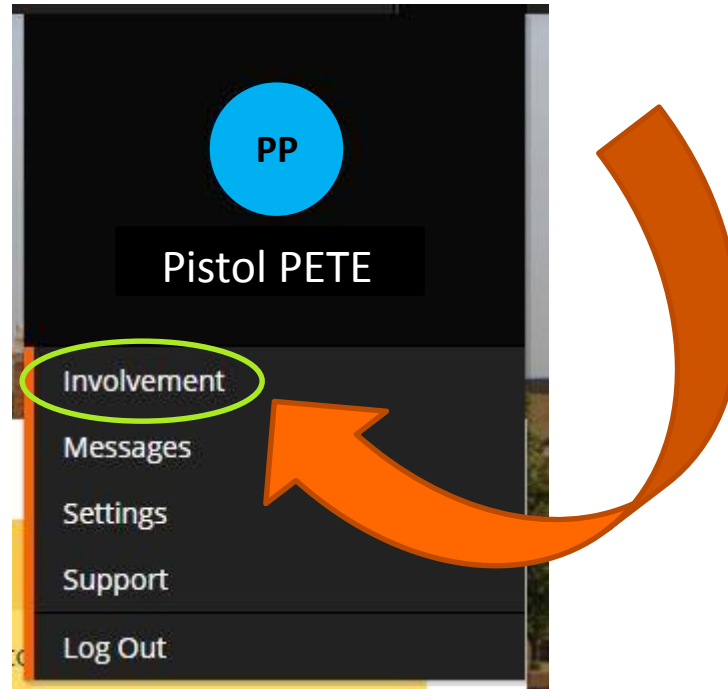 PP
Pistol PETE
Involvement
Messages
Settings
Support
Log Out